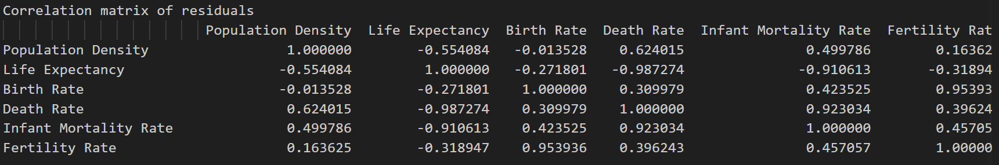 Correlation matrix of residuals
Population Density  Life Expectancy  Birth Rate  Death Rate  Infant Mortality Rate  Fertility Rat
Population Density                 1.000000        -0.554084   -0.013528    0.624015               0.499786        0.16362
Life Expectancy                   -0.554084         1.000000   -0.271801   -0.987274              -0.910613       -0.31894
Birth Rate                        -0.013528        -0.271801    1.000000    0.309979               0.423525        0.95393
Death Rate                         0.624015        -0.987274    0.309979    1.000000               0.923034        0.39624
Infant Mortality Rate              0.499786        -0.910613    0.423525    0.923034               1.000000        0.45705
Fertility Rate                     0.163625        -0.318947    0.953936    0.396243               0.457057        1.00000